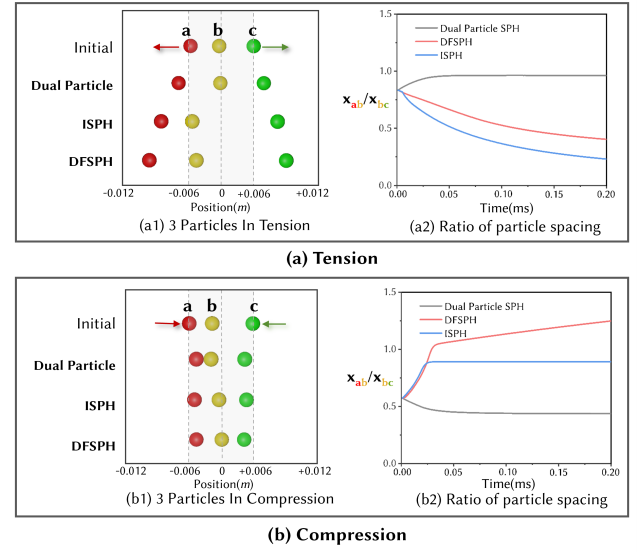 a b c
Initial
Dual Particle
ISPH
DFSPH
-0.012 -0.006 0 +0.006 +0.012
Position(m)
(a1) 3 Particles In Tension
1.5
1.0
0.5
0.0
xab/xbc
Dual Particle SPH
DFSPH
ISPH
0.00 0.05 0.10 0.15 0.20
Time(ms)
(a2) Ratio of particle spacing
(a) Tension
a b c
Initial
Dual Particle
ISPH
DFSPH
-0.012 -0.006 0 +0.006 +0.012
Position(m)
(b1) 3 Particles In Compression
1.5
1.0
0.5
0.0
xab/xbc
Dual Particle SPH
DFSPH
ISPH
0.00 0.05 0.10 0.15 0.20
Time(ms)
(b2) Ratio of particle spacing
(b) Compression